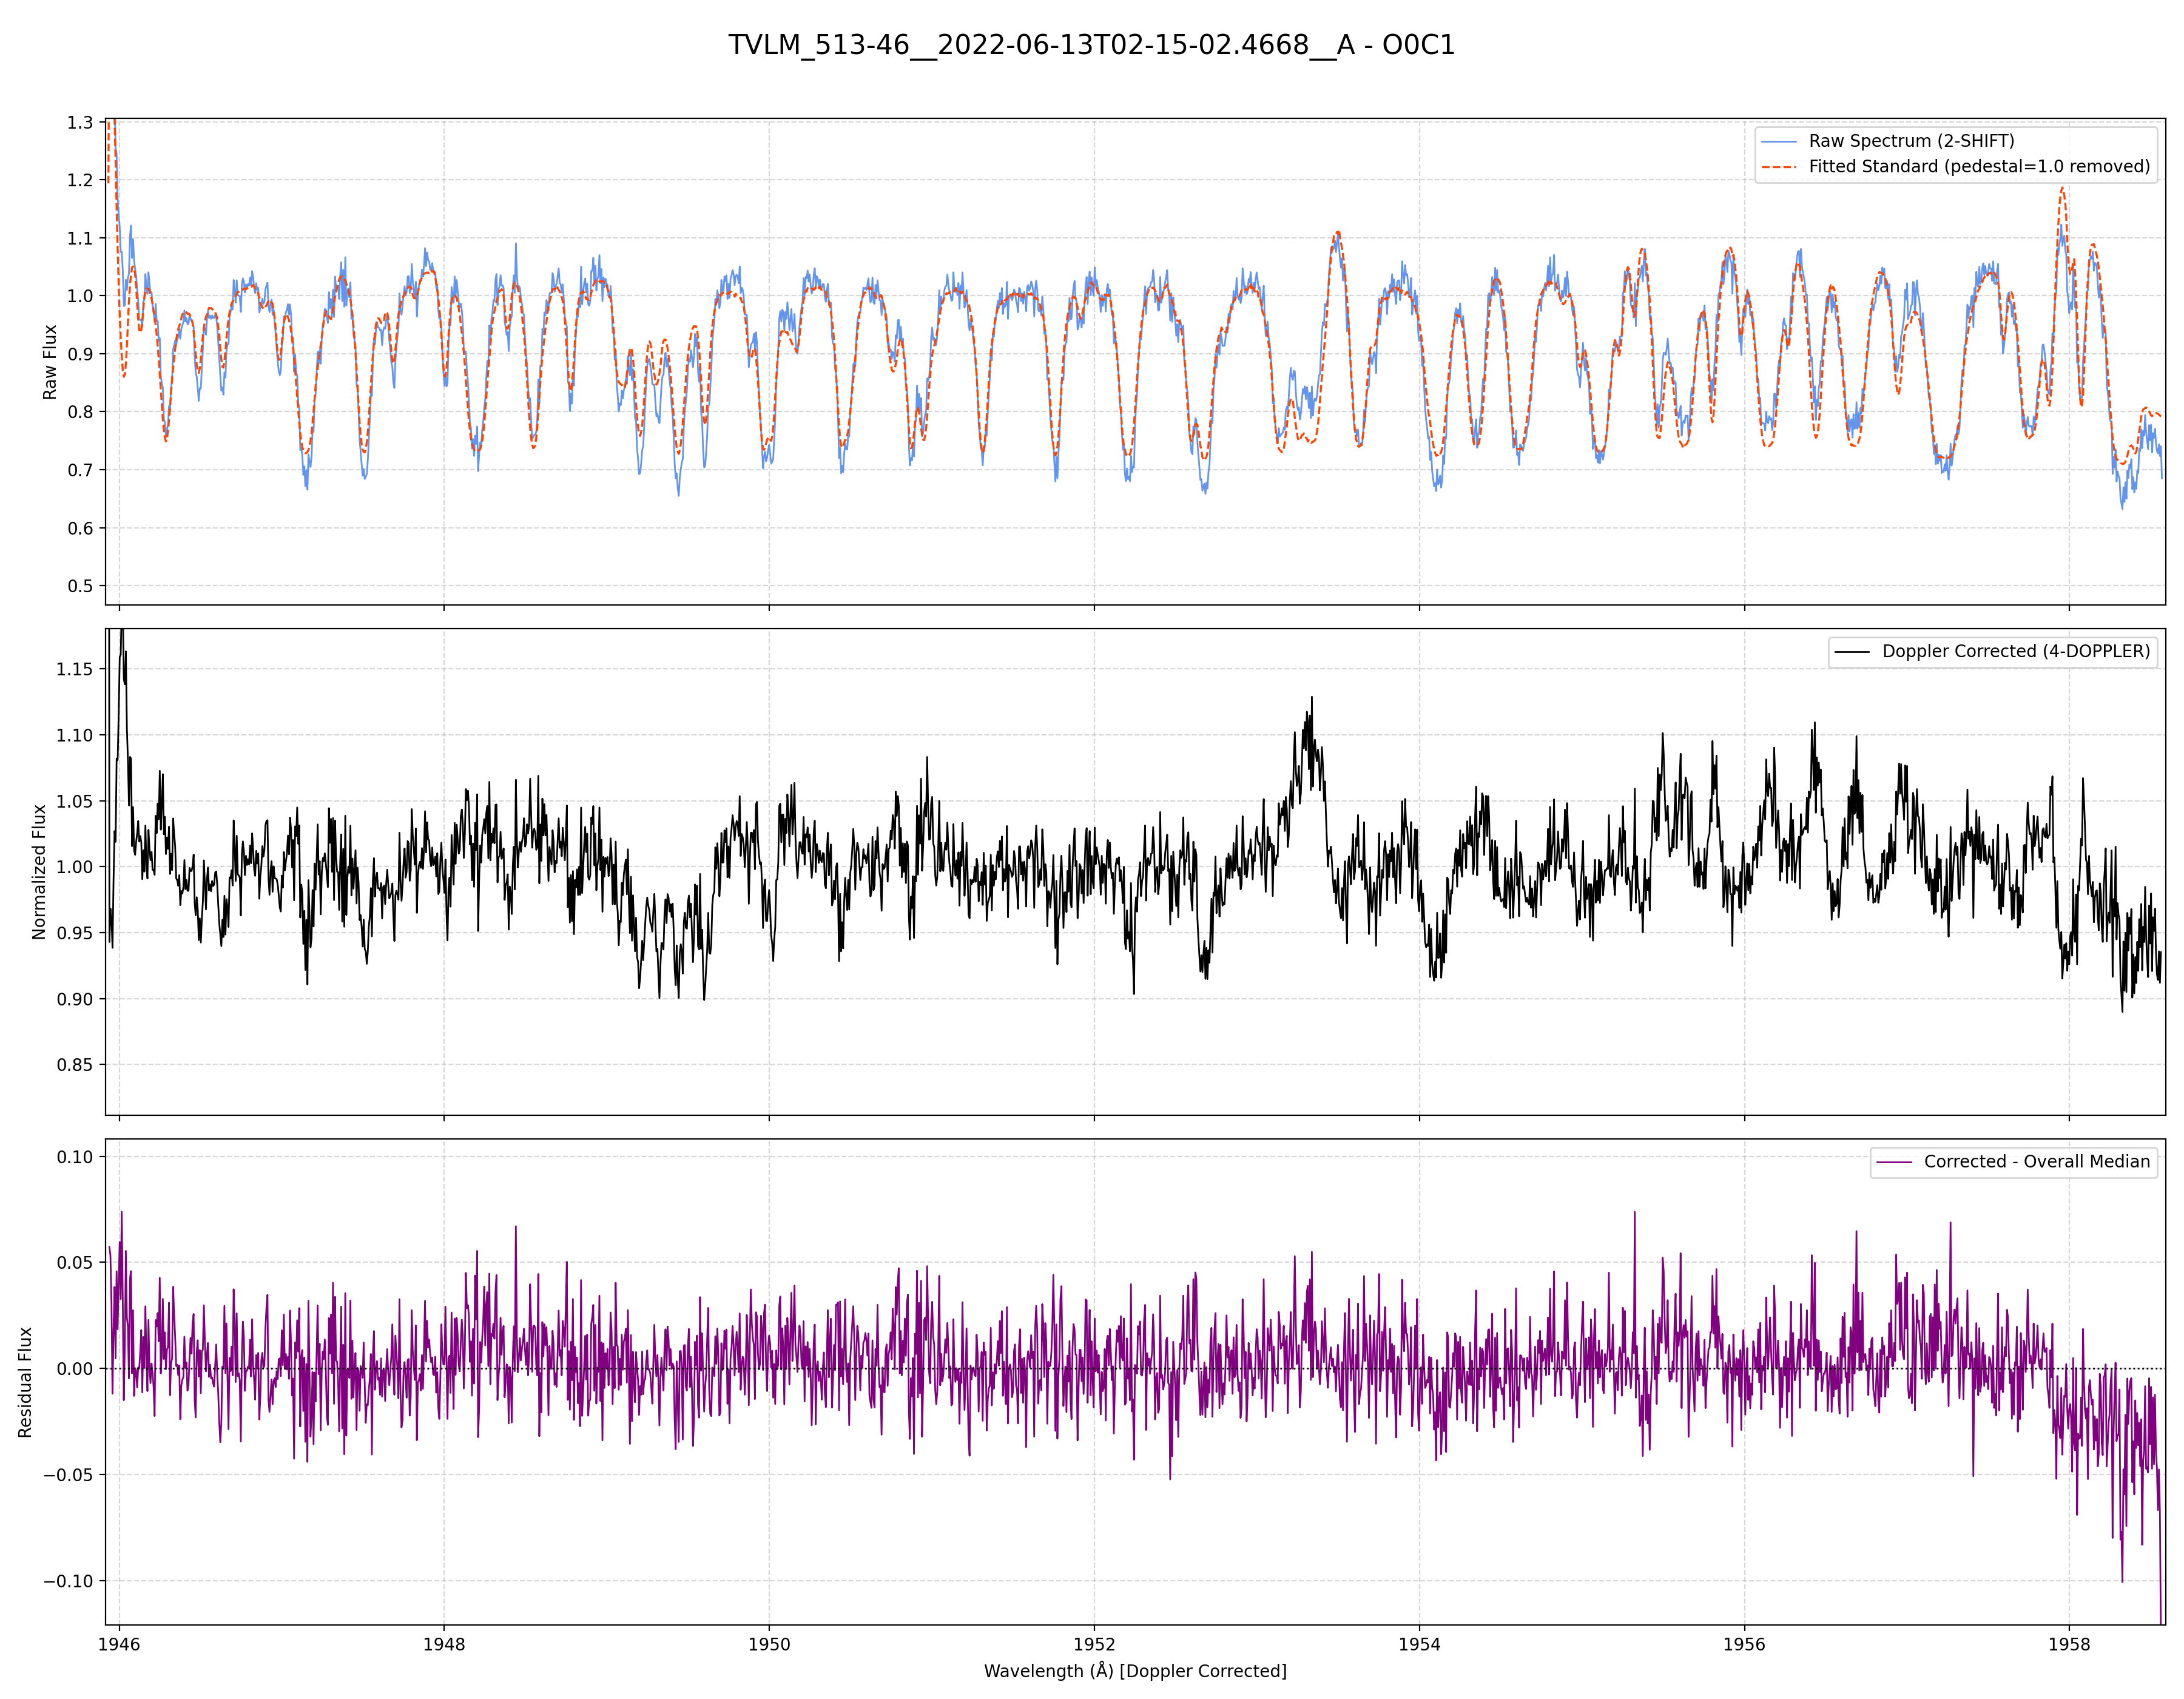 TVLM_513-46__2022-06-13T02-15-02.4668__A - O0C1
1.3
1.2
1.1
1.0
0.9
0.8
0.7
0.6
0.5
Raw Flux
Raw Spectrum (2-SHIFT)
Fitted Standard (pedestal=1.0 removed)
1.15
1.10
1.05
1.00
0.95
0.90
0.85
Normalized Flux
Doppler Corrected (4-DOPPLER)
0.10
0.05
0.00
−0.05
−0.10
Residual Flux
Corrected - Overall Median
1946 1948 1950 1952 1954 1956 1958
Wavelength (Å) [Doppler Corrected]